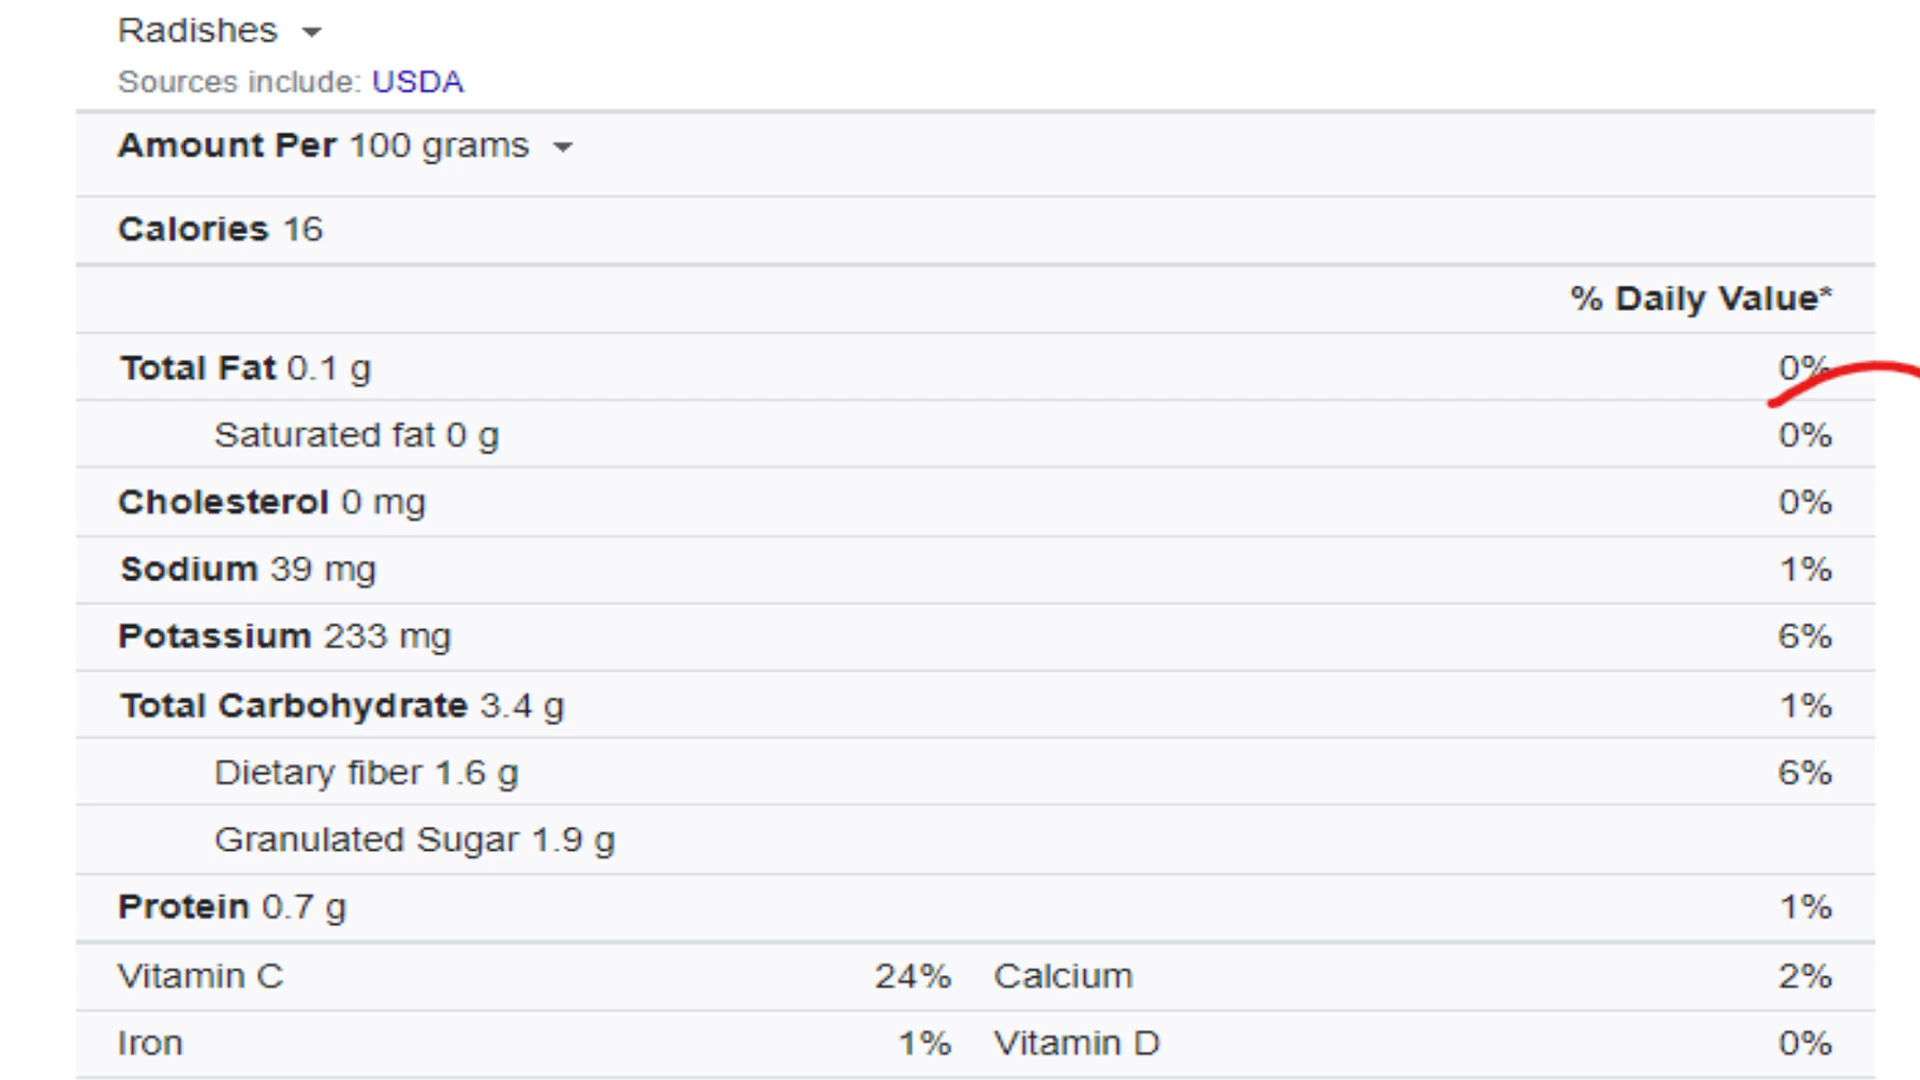 Radishes
Sources include: USDA
Amount Per 100 grams
Calories 16
% Daily Value*
Total Fat 0.1 g 0%
Saturated fat 0 g 0%
Cholesterol 0 mg 0%
Sodium 39 mg 1%
Potassium 233 mg 6%
Total Carbohydrate 3.4 g 1%
Dietary fiber 1.6 g 6%
Granulated Sugar 1.9 g
Protein 0.7 g 1%
Vitamin C 24% Calcium 2%
Iron 1% Vitamin D 0%